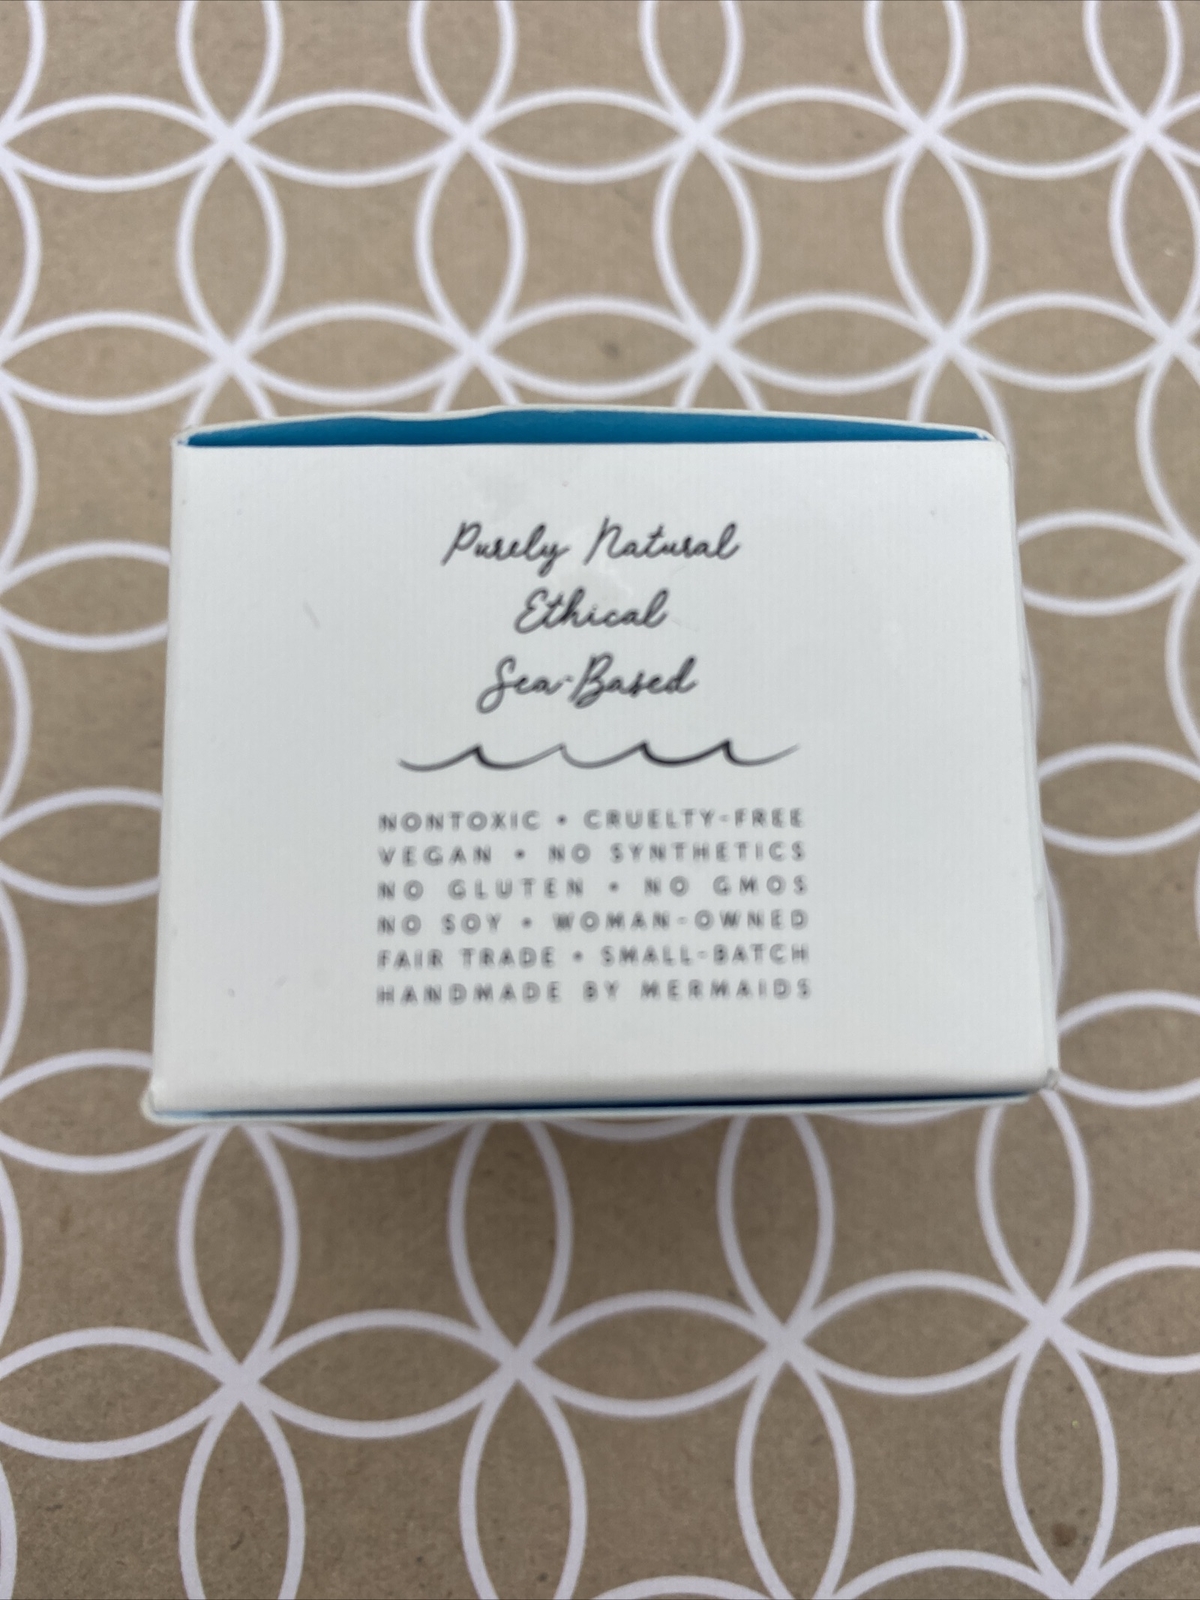 Purely Natural
Ethical
Sea-Based
NONTOXIC • CRUELTY-FREE
VEGAN • NO SYNTHETICS
NO GLUTEN • NO GMOS
NO SOY • WOMAN-OWNED
FAIR TRADE • SMALL-BATCH
HANDMADE BY MERMAIDS